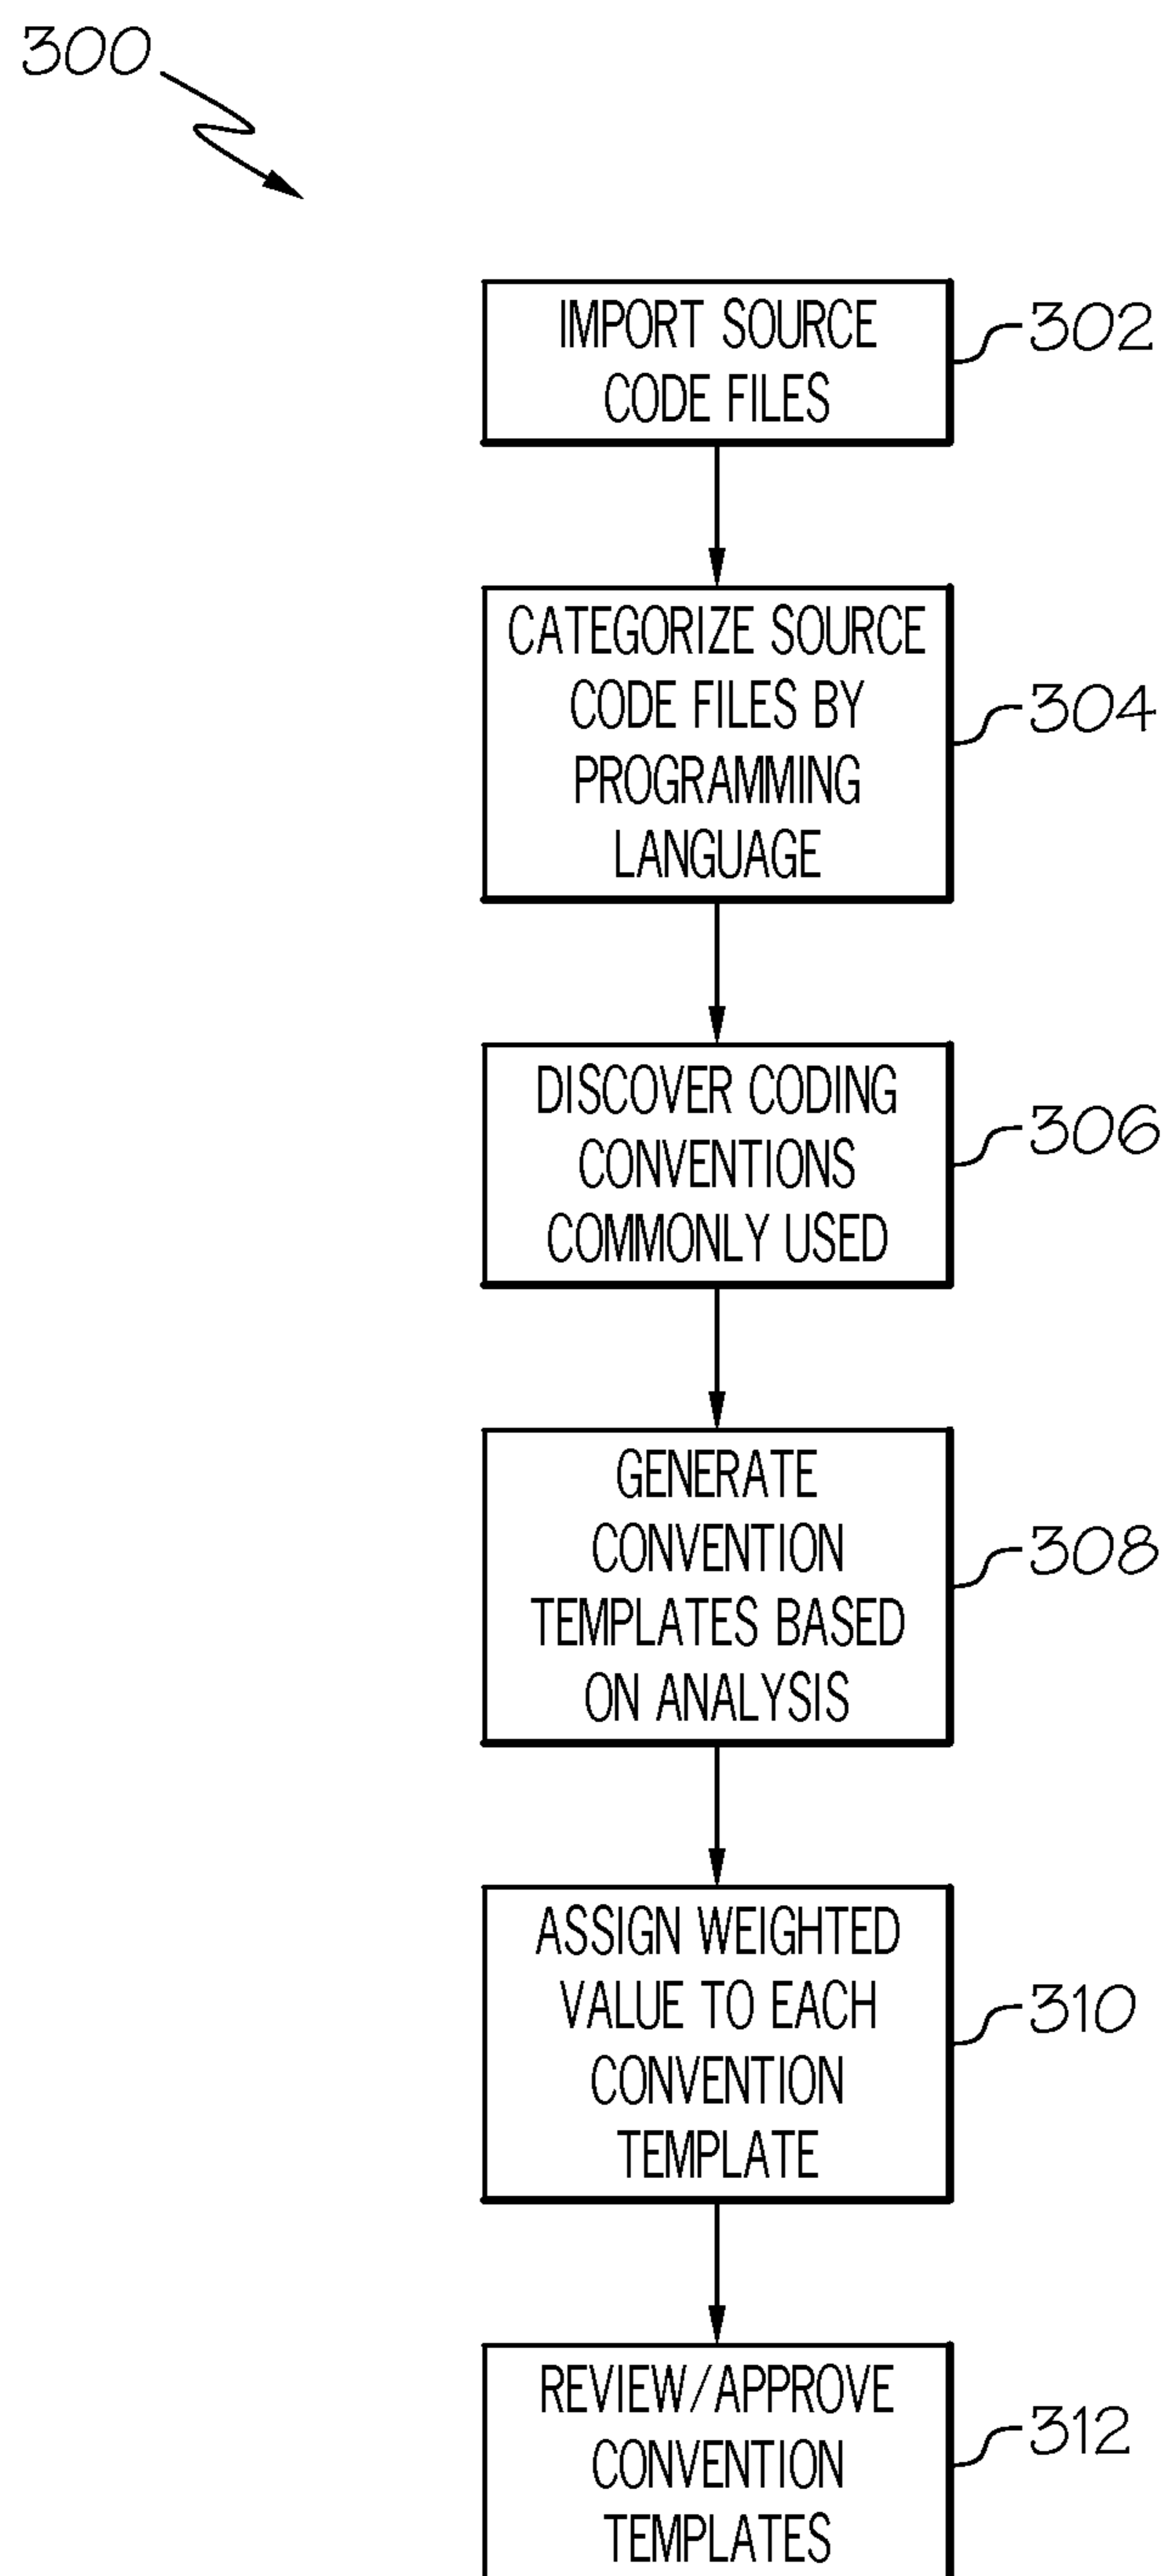 300
IMPORT SOURCE
CODE FILES
302
CATEGORIZE SOURCE
CODE FILES BY
PROGRAMMING
LANGUAGE
304
DISCOVER CODING
CONVENTIONS
COMMONLY USED
306
GENERATE
CONVENTION
TEMPLATES BASED
ON ANALYSIS
308
ASSIGN WEIGHTED
VALUE TO EACH
CONVENTION
TEMPLATE
310
REVIEW/APPROVE
CONVENTION
TEMPLATES
312